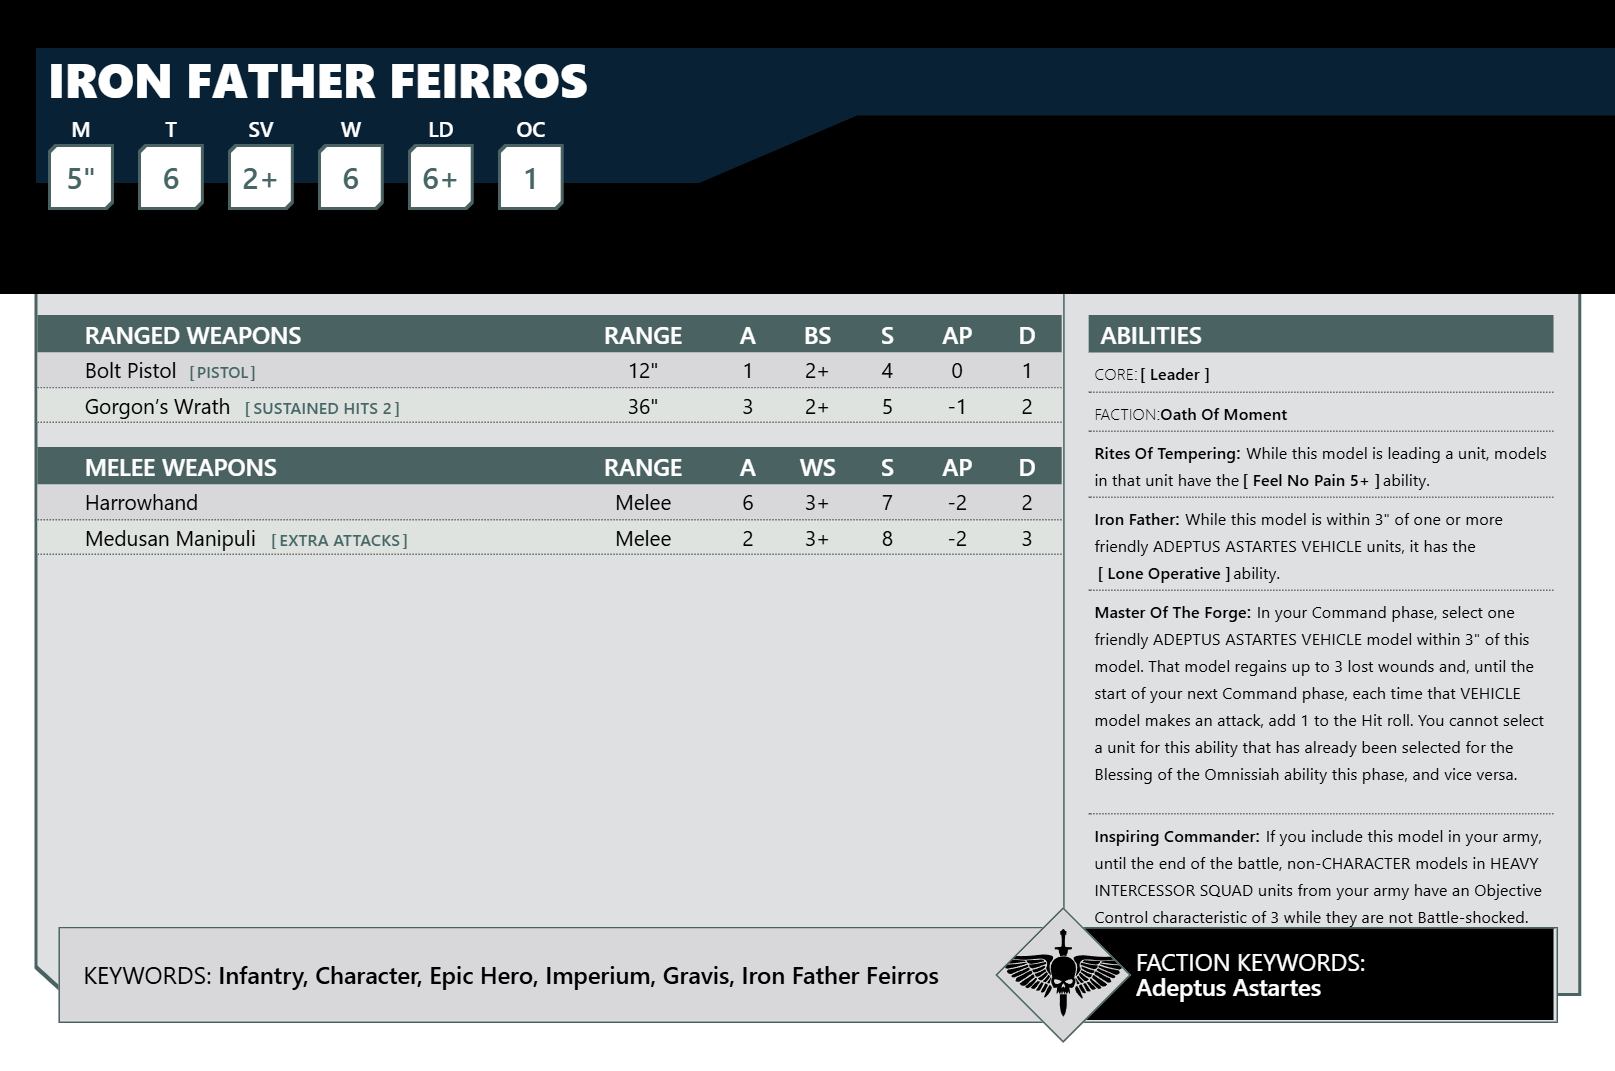 IRON FATHER FEIRROS
M T SV W LD OC
5" 6 2+ 6 6+ 1
RANGED WEAPONS RANGE A BS S AP D
Bolt Pistol [PISTOL] 12" 1 2+ 4 0 1
Gorgon’s Wrath [SUSTAINED HITS 2] 36" 3 2+ 5 -1 2
MELEE WEAPONS RANGE A WS S AP D
Harrowhand Melee 6 3+ 7 -2 2
Medusan Manipuli [EXTRA ATTACKS] Melee 2 3+ 8 -2 3
ABILITIES
CORE: [ Leader ]
FACTION:Oath Of Moment
Rites Of Tempering: While this model is leading a unit, models
in that unit have the [ Feel No Pain 5+ ] ability.
Iron Father: While this model is within 3" of one or more
friendly ADEPTUS ASTARTES VEHICLE units, it has the
[ Lone Operative ] ability.
Master Of The Forge: In your Command phase, select one
friendly ADEPTUS ASTARTES VEHICLE model within 3" of this
model. That model regains up to 3 lost wounds and, until the
start of your next Command phase, each time that VEHICLE
model makes an attack, add 1 to the Hit roll. You cannot select
a unit for this ability that has already been selected for the
Blessing of the Omnissiah ability this phase, and vice versa.
Inspiring Commander: If you include this model in your army,
until the end of the battle, non-CHARACTER models in HEAVY
INTERCESSOR SQUAD units from your army have an Objective
Control characteristic of 3 while they are not Battle-shocked.
KEYWORDS: Infantry, Character, Epic Hero, Imperium, Gravis, Iron Father Feirros
FACTION KEYWORDS:
Adeptus Astartes